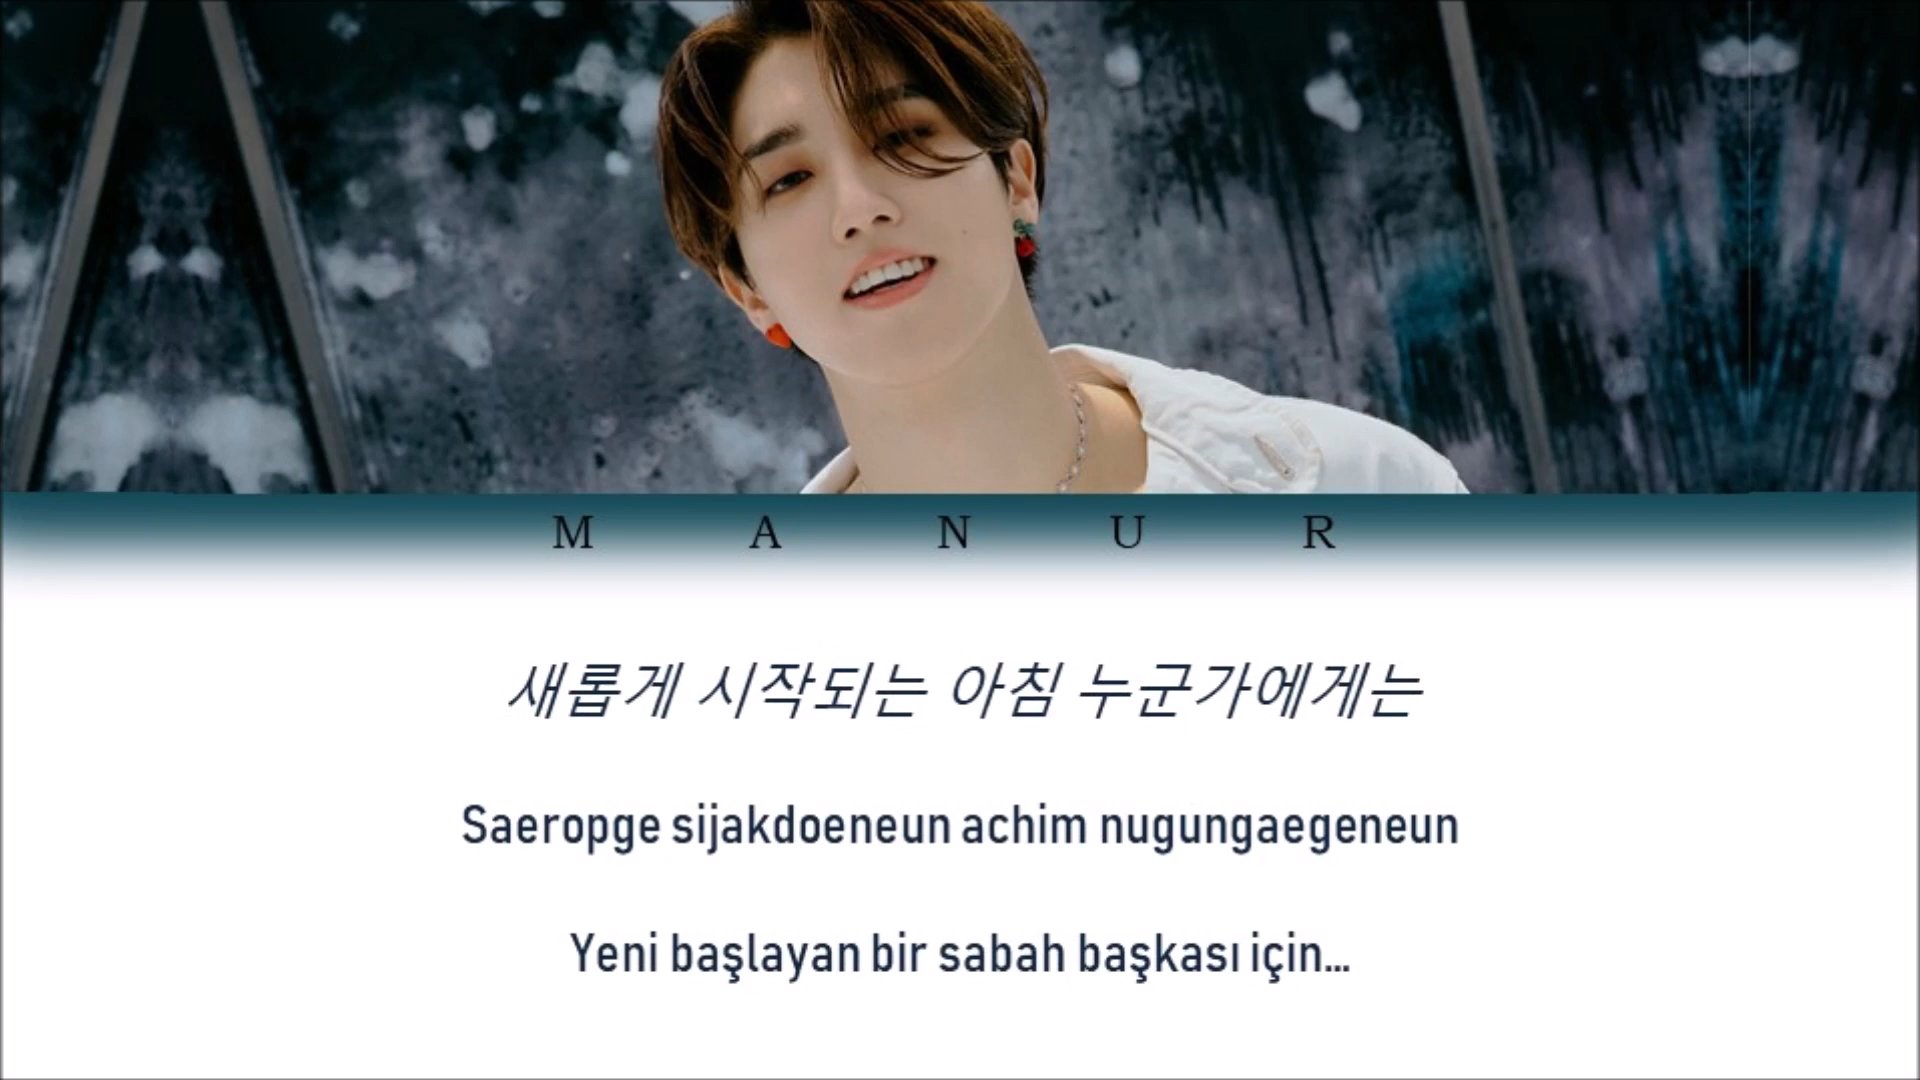 M A N U R
새롭게 시작되는 아침 누군가에게는
Saeropge sijakdoeneun achim nugungaegeneun
Yeni başlayan bir sabah başkası için...